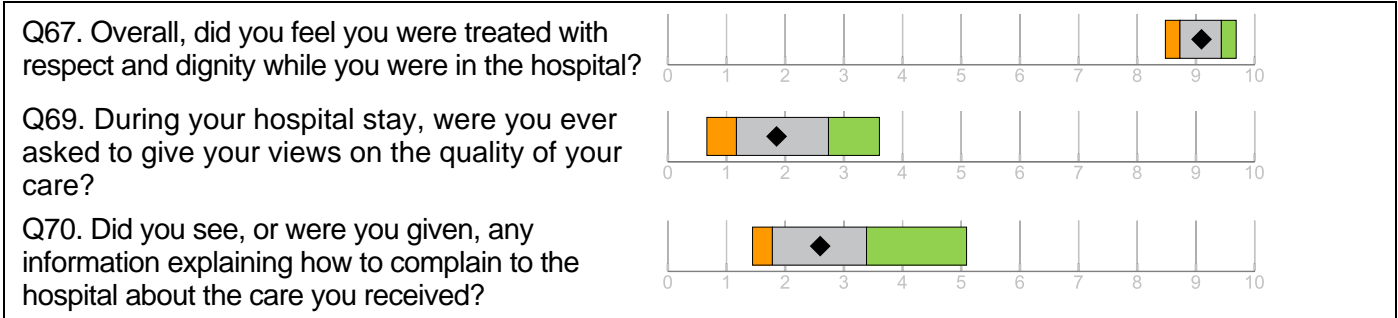 Q67. Overall, did you feel you were treated with
respect and dignity while you were in the hospital?
0 1 2 3 4 5 6 7 8 9 10
Q69. During your hospital stay, were you ever
asked to give your views on the quality of your
care?
0 1 2 3 4 5 6 7 8 9 10
Q70. Did you see, or were you given, any
information explaining how to complain to the
hospital about the care you received?
0 1 2 3 4 5 6 7 8 9 10